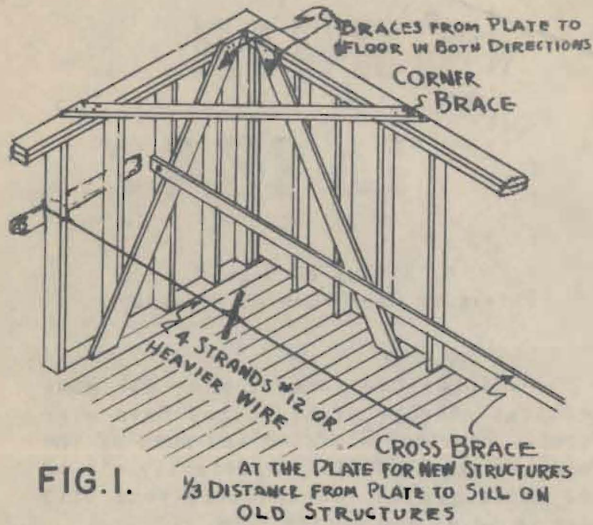 BRACES FROM PLATE TO
FLOOR IN BOTH DIRECTIONS
CORNER
BRACE
4 STRANDS #12 OR
HEAVIER WIRE
CROSS BRACE
AT THE PLATE FOR NEW STRUCTURES
1/3 DISTANCE FROM PLATE TO SILL ON
OLD STRUCTURES
FIG.1.